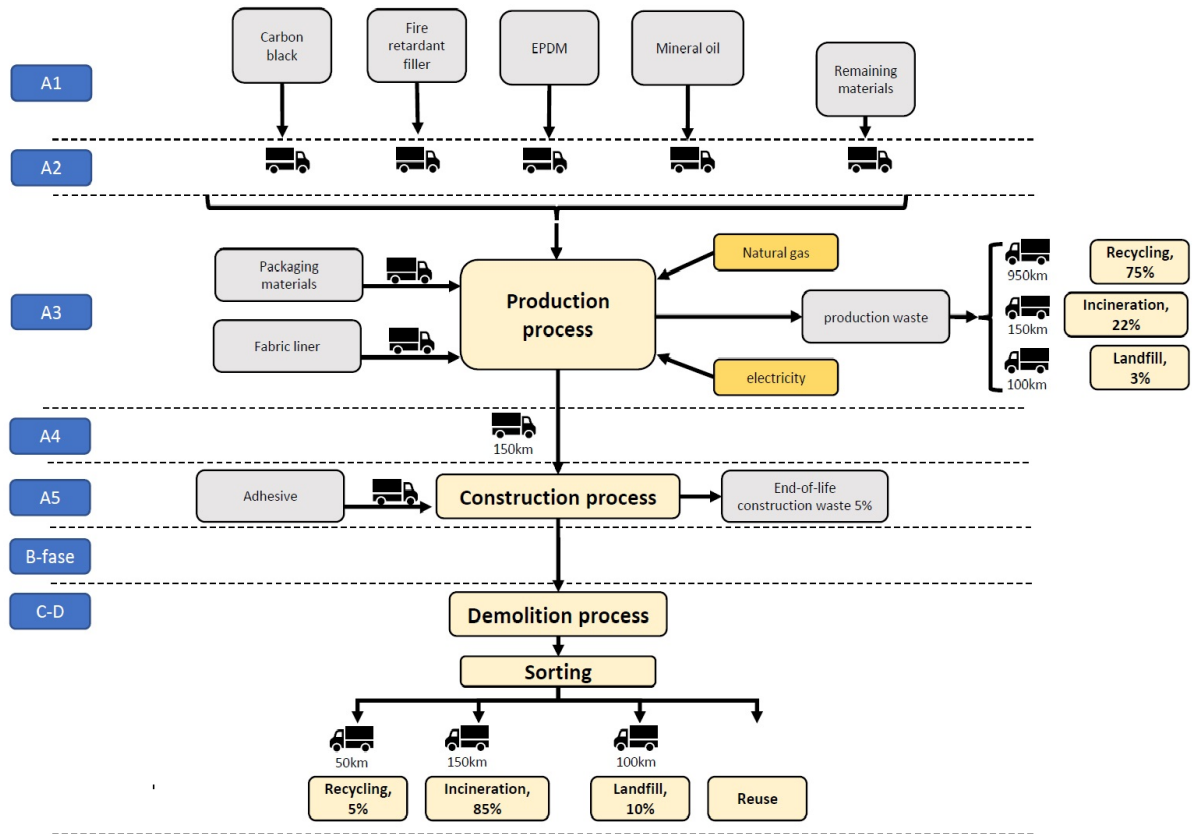 A1
Carbon
black
Fire
retardant
filler
EPDM
Mineral oil
Remaining
materials
A2
A3
Packaging
materials
Fabric liner
Production
process
Natural gas
electricity
production waste
950km
Recycling,
75%
150km
Incineration,
22%
100km
Landfill,
3%
A4
150km
A5
Adhesive
Construction process
End-of-life
construction waste 5%
B-fase
C-D
Demolition process
Sorting
50km
150km
100km
Recycling,
5%
Incineration,
85%
Landfill,
10%
Reuse